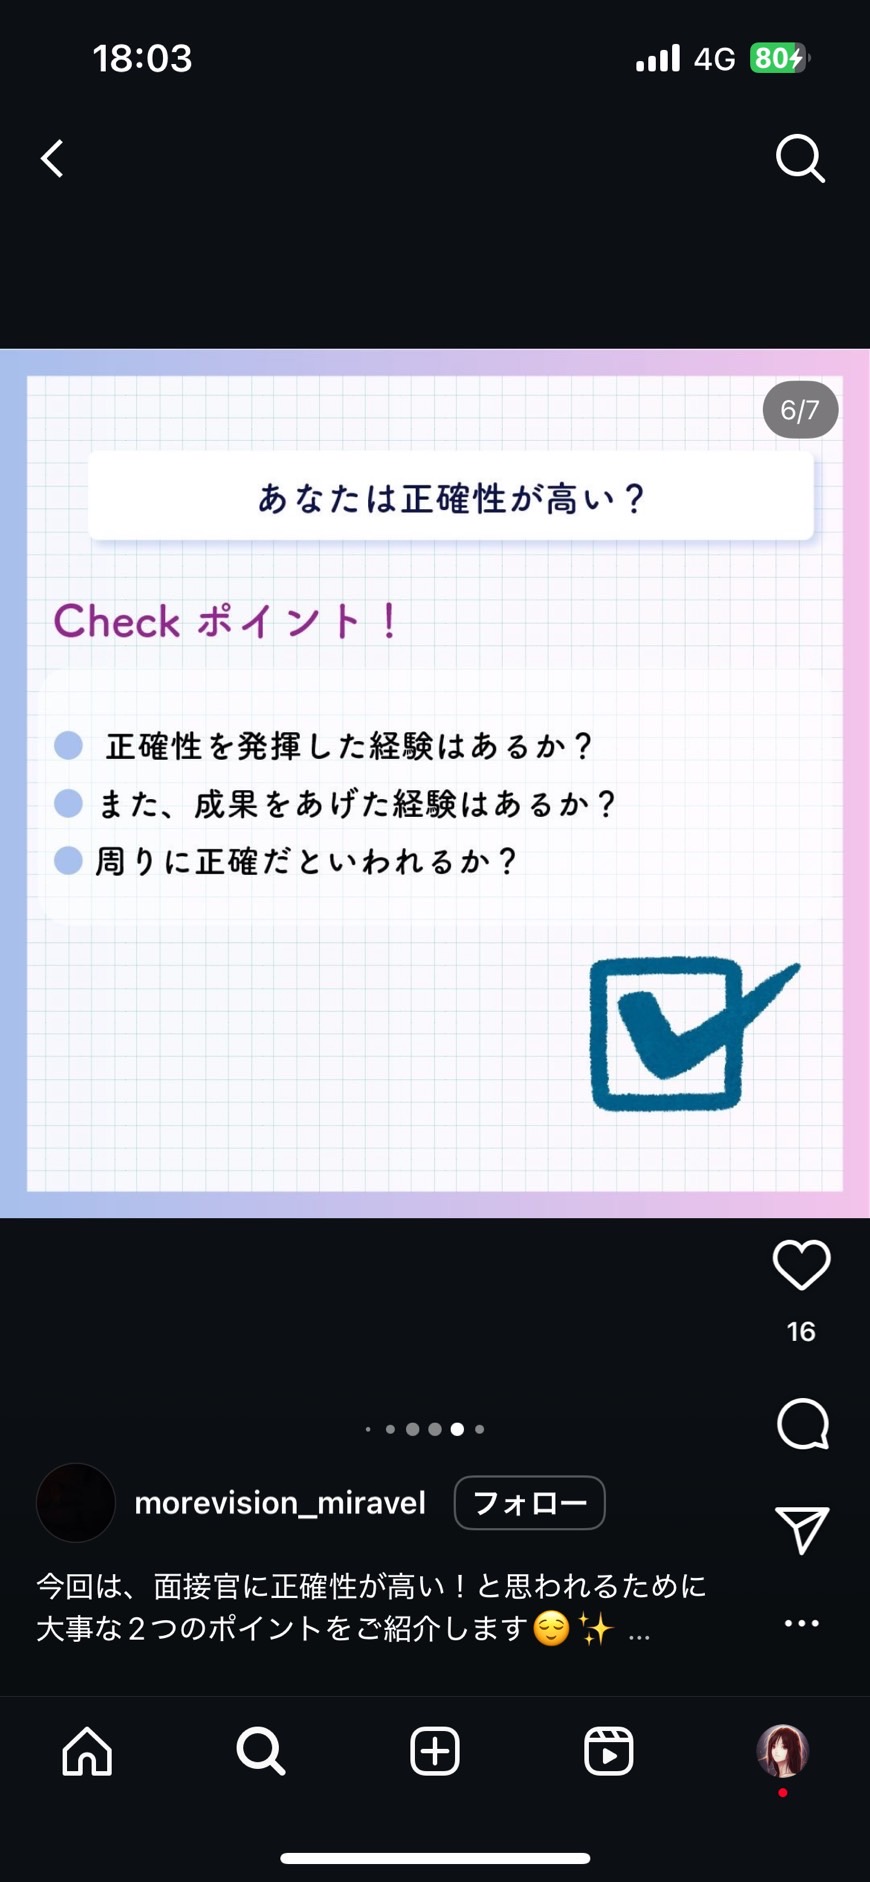 18:03
4G
80
6/7
あなたは正確性が高い？
Check ポイント！
正確性を発揮した経験はあるか？
また、成果をあげた経験はあるか？
周りに正確だといわれるか？
16
morevision_miravel
フォロー
今回は、面接官に正確性が高い！と思われるために
大事な２つのポイントをご紹介します😌✨ ...